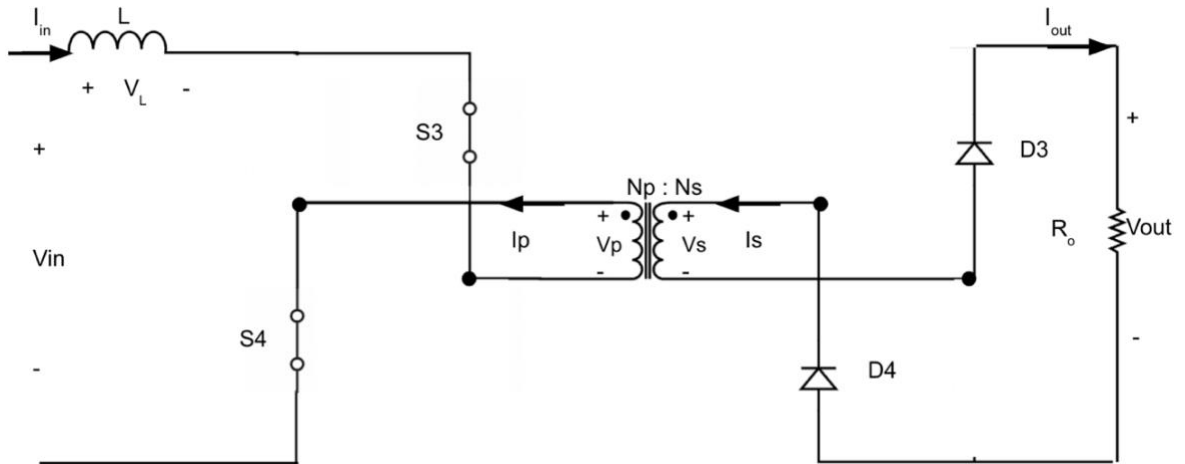 Iin
L
Iout
+ VL -
+
S3
+
D3
Np : Ns
+ +
Vin
Ip
Vp
Vs
Is
Ro
Vout
- -
S4
-
D4
-